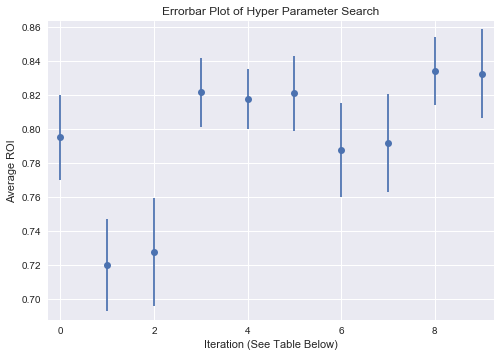 Errorbar Plot of Hyper Parameter Search
0.86
0.84
0.82
0.80
0.78
0.76
0.74
0.72
0.70
Average ROI
0 2 4 6 8
Iteration (See Table Below)